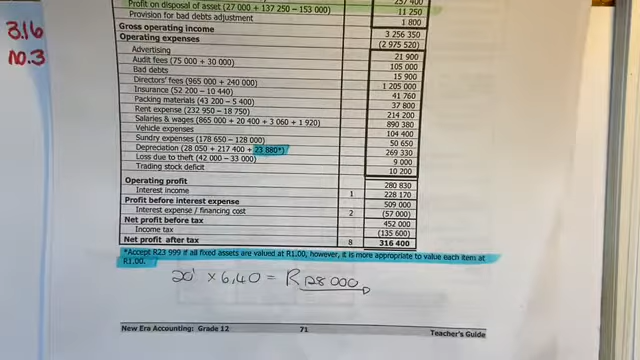 3.16
no.3
257 400
Profit on disposal of asset (27 000 + 137 250 – 153 000) 11 250
Provision for bad debts adjustment 1 800
Gross operating income 3 256 350
Operating expenses (2 975 520)
Advertising 21 900
Audit fees (75 000 + 30 000) 105 000
Bad debts 15 900
Directors' fees (965 000 + 240 000) 1 205 000
Insurance (52 200 – 10 440) 41 760
Packing materials (43 200 – 5 400) 37 800
Rent expense (232 950 – 18 750) 214 200
Salaries & wages (865 000 + 20 400 + 3 060 + 1 920) 890 380
Vehicle expenses 104 400
Sundry expenses (178 650 – 128 000) 50 650
Depreciation (28 050 + 217 400 + 23 880*) 269 330
Loss due to theft (42 000 – 33 000) 9 000
Trading stock deficit 10 200
Operating profit 280 830
Interest income 1 228 170
Profit before interest expense 509 000
Interest expense / financing cost 2 (57 000)
Net profit before tax 452 000
Income tax (135 600)
Net profit after tax 8 316 400
*Accept R23 999 if all fixed assets are valued at R1.00, however, it is more appropriate to value each item at
R1.00.
20' × 6,40 = R128 000
New Era Accounting: Grade 12 71 Teacher's Guide